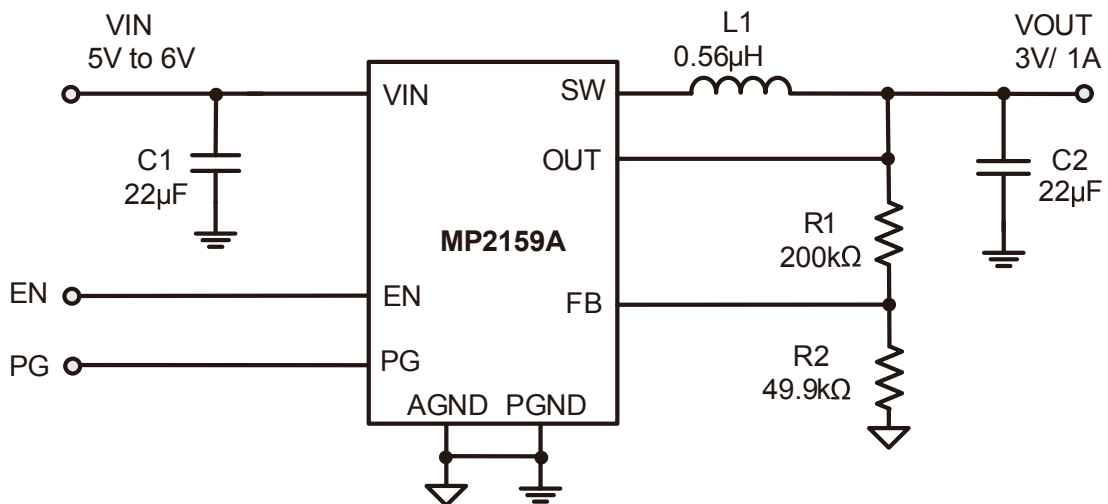 VIN
5V to 6V
L1
0.56µH
VOUT
3V/ 1A
VIN
SW
C1
22µF
OUT
C2
22µF
MP2159A
R1
200kΩ
EN
EN
FB
PG
PG
R2
49.9kΩ
AGND PGND